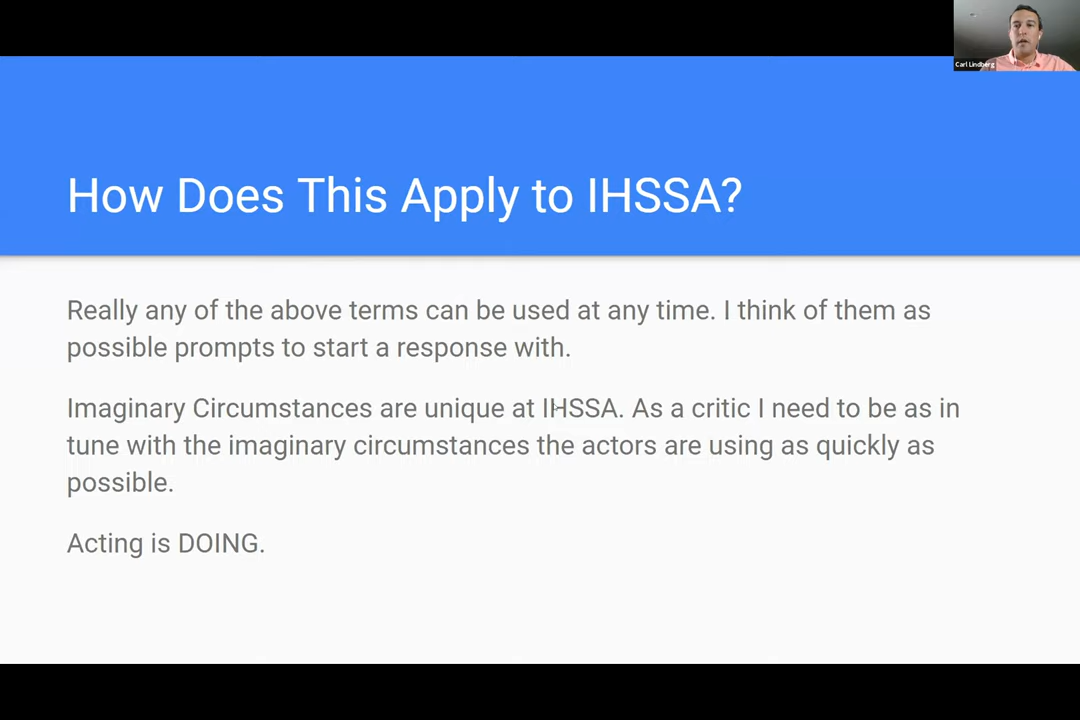 Carl Lindberg
How Does This Apply to IHSSA?
Really any of the above terms can be used at any time. I think of them as
possible prompts to start a response with.
Imaginary Circumstances are unique at IHSSA. As a critic I need to be as in
tune with the imaginary circumstances the actors are using as quickly as
possible.
Acting is DOING.